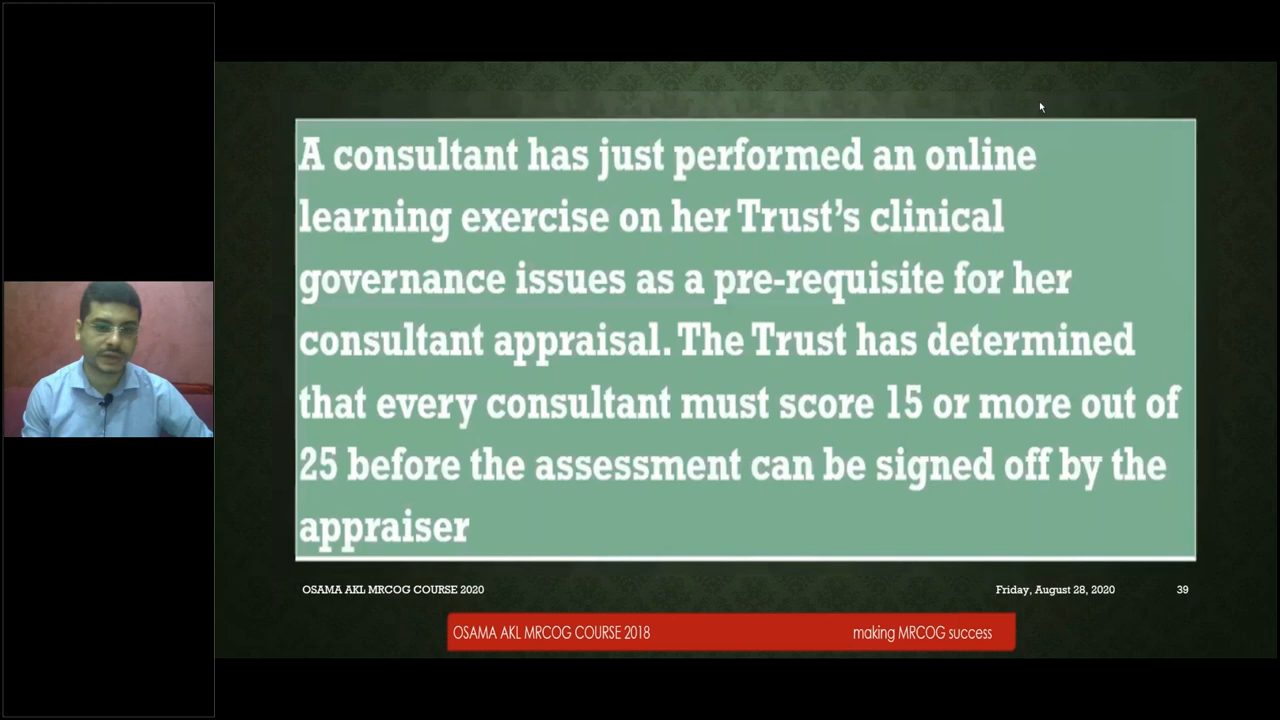 A consultant has just performed an online
learning exercise on her Trust’s clinical
governance issues as a pre-requisite for her
consultant appraisal. The Trust has determined
that every consultant must score 15 or more out of
25 before the assessment can be signed off by the
appraiser
OSAMA AKL MRCOG COURSE 2020 Friday, August 28, 2020 39
OSAMA AKL MRCOG COURSE 2018 making MRCOG success